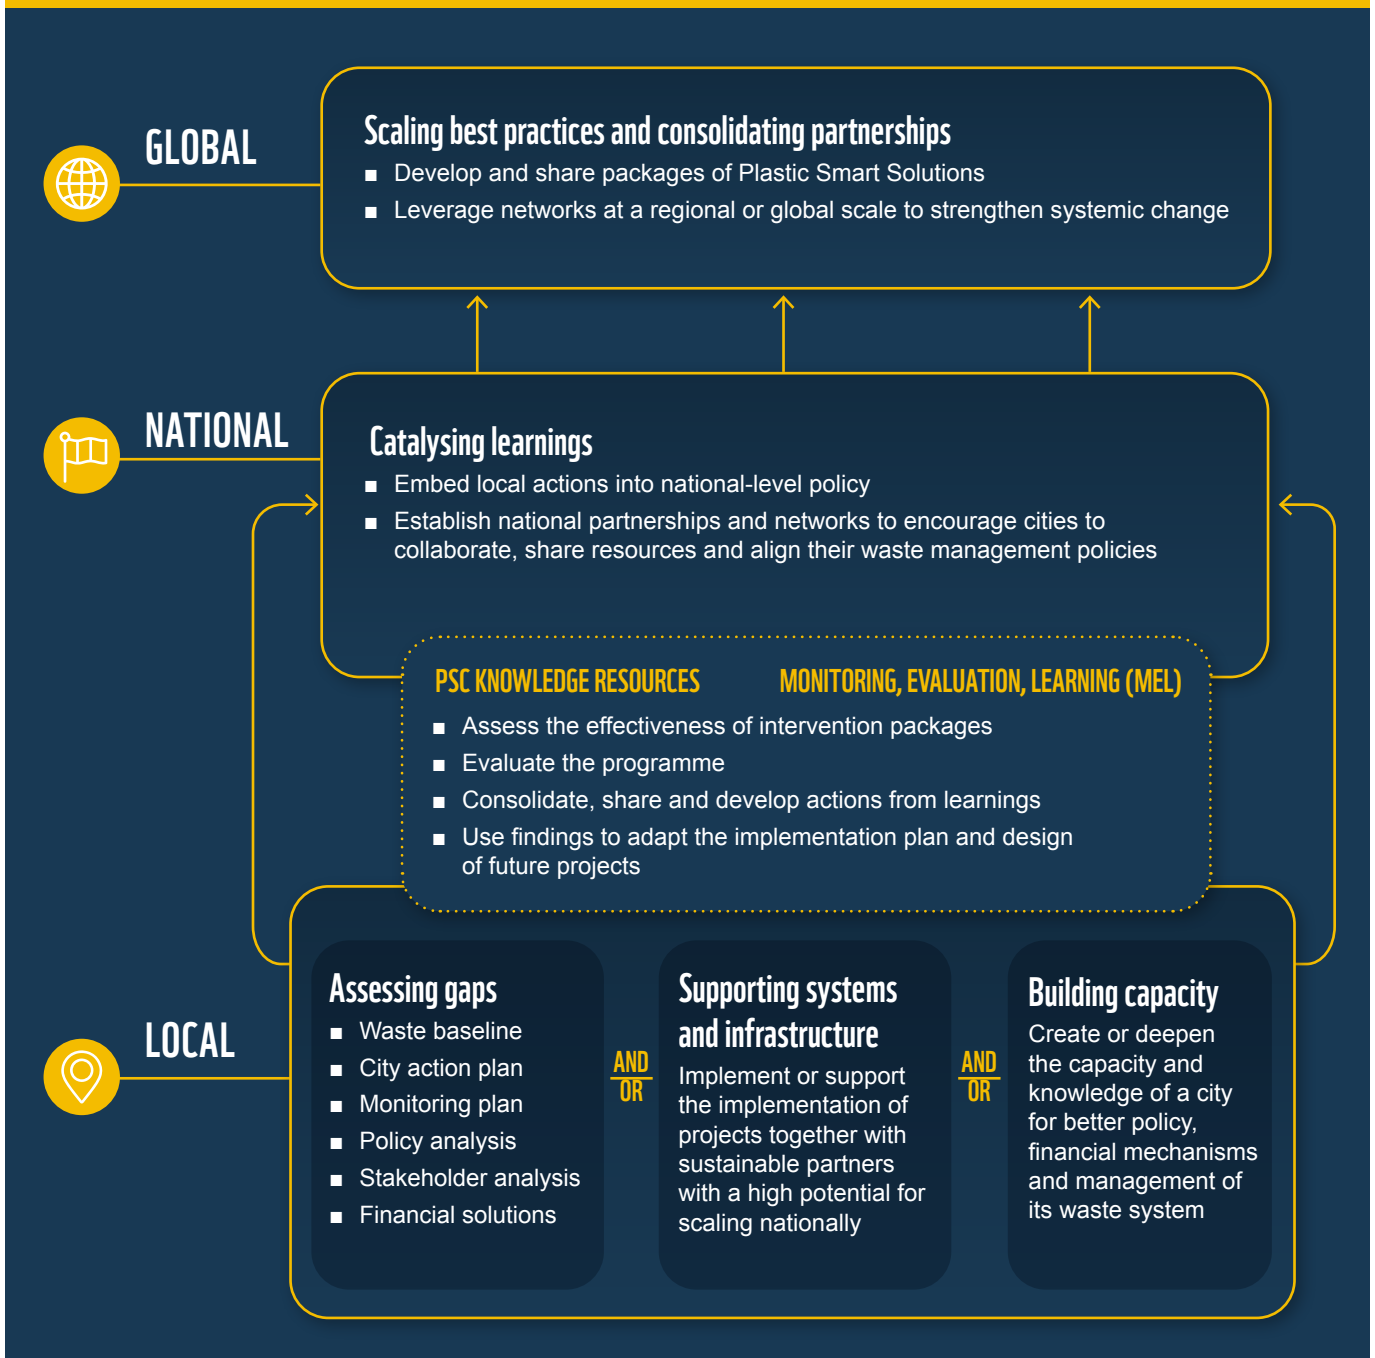 GLOBAL
Scaling best practices and consolidating partnerships
■ Develop and share packages of Plastic Smart Solutions
■ Leverage networks at a regional or global scale to strengthen systemic change
NATIONAL
Catalysing learnings
■ Embed local actions into national-level policy
■ Establish national partnerships and networks to encourage cities to
collaborate, share resources and align their waste management policies
PSC KNOWLEDGE RESOURCES
MONITORING, EVALUATION, LEARNING (MEL)
■ Assess the effectiveness of intervention packages
■ Evaluate the programme
■ Consolidate, share and develop actions from learnings
■ Use findings to adapt the implementation plan and design
of future projects
LOCAL
Assessing gaps
■ Waste baseline
■ City action plan
■ Monitoring plan
■ Policy analysis
■ Stakeholder analysis
■ Financial solutions
AND
OR
Supporting systems
and infrastructure
Implement or support
the implementation of
projects together with
sustainable partners
with a high potential for
scaling nationally
AND
OR
Building capacity
Create or deepen
the capacity and
knowledge of a city
for better policy,
financial mechanisms
and management of
its waste system